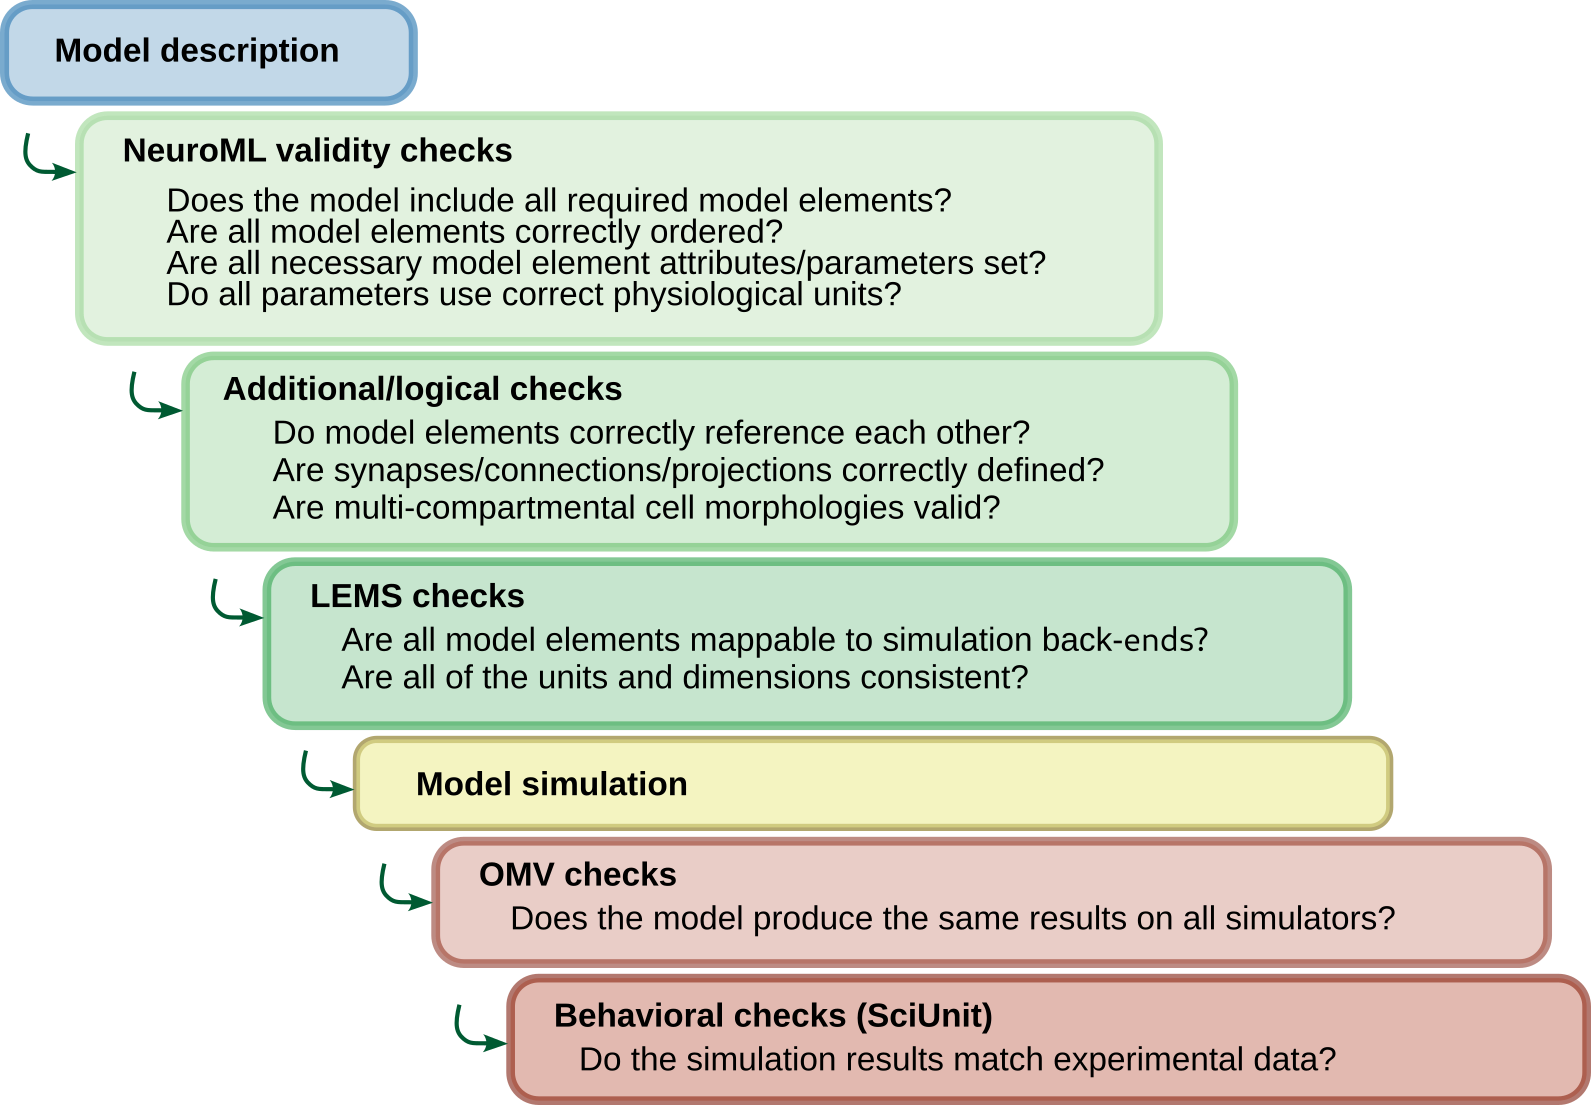 Model description
NeuroML validity checks
Does the model include all required model elements?
Are all model elements correctly ordered?
Are all necessary model element attributes/parameters set?
Do all parameters use correct physiological units?
Additional/logical checks
Do model elements correctly reference each other?
Are synapses/connections/projections correctly defined?
Are multi-compartmental cell morphologies valid?
LEMS checks
Are all model elements mappable to simulation back-ends?
Are all of the units and dimensions consistent?
Model simulation
OMV checks
Does the model produce the same results on all simulators?
Behavioral checks (SciUnit)
Do the simulation results match experimental data?